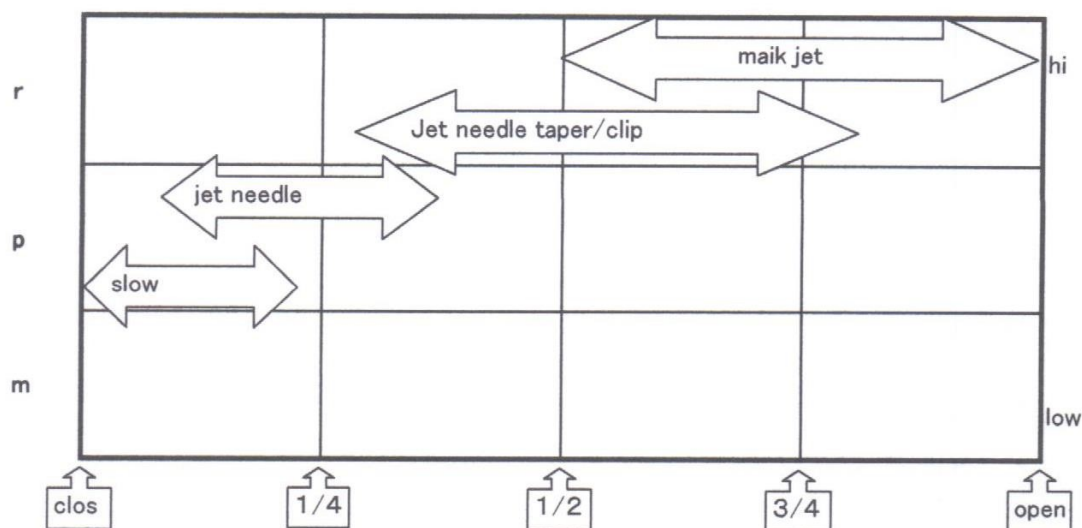 maik jet
hi
r
Jet needle taper/clip
jet needle
p
slow
m
low
clos
1/4
1/2
3/4
open